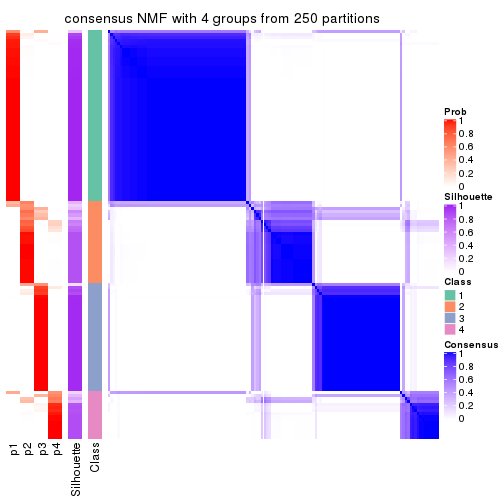 consensus NMF with 4 groups from 250 partitions
Prob
1
0.8
0.6
0.4
0.2
0
Silhouette
1
0.8
0.6
0.4
0.2
0
Class
1
2
3
4
Consensus
1
0.8
0.6
0.4
0.2
0
p1
p2
p3
p4
Silhouette
Class